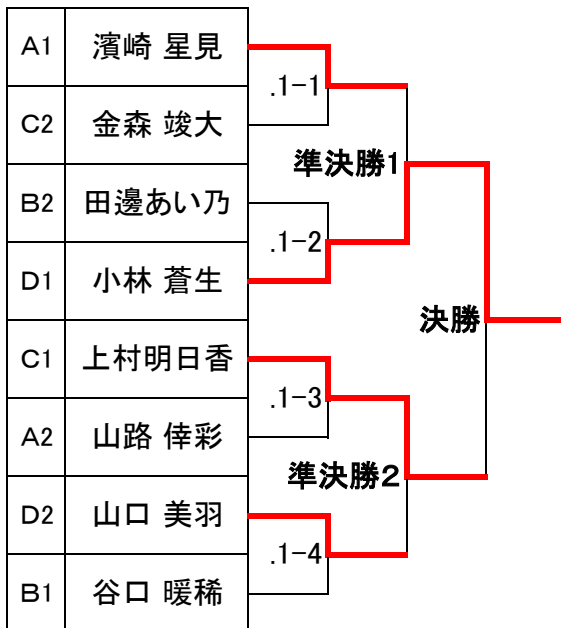 A1 濱崎 星見
.1-1
C2 金森 竣大
準決勝1
B2 田邊あい乃
.1-2
D1 小林 蒼生
決勝
C1 上村明日香
.1-3
A2 山路 倖彩
準決勝2
D2 山口 美羽
.1-4
B1 谷口 暖稀